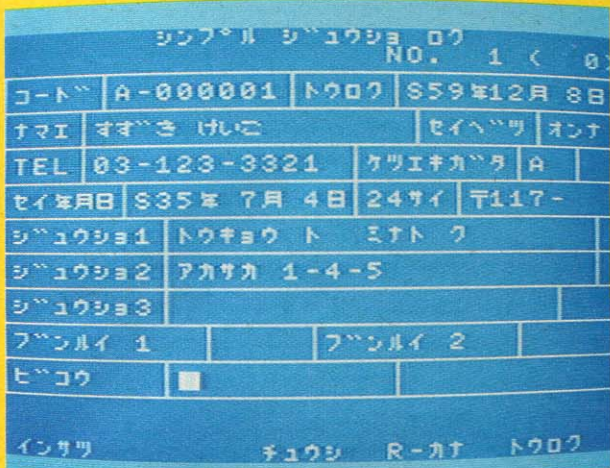 シンプル ジュウショ ロク
NO. 1 ( 0)
コード A-000001 トウロク S59年12月 8日
ナマエ すずき けいこ セイベツ オンナ
TEL 03-123-3321 ケツエキガタ A
セイ年月日 S35年 7月 4日 24サイ 〒117-
ジュウショ1 トウキョウ ト ミナト ク
ジュウショ2 アカサカ 1-4-5
ジュウショ3
ブンルイ 1 ブンルイ 2
ビコウ
インサツ チュウシ R-カナ トウロク